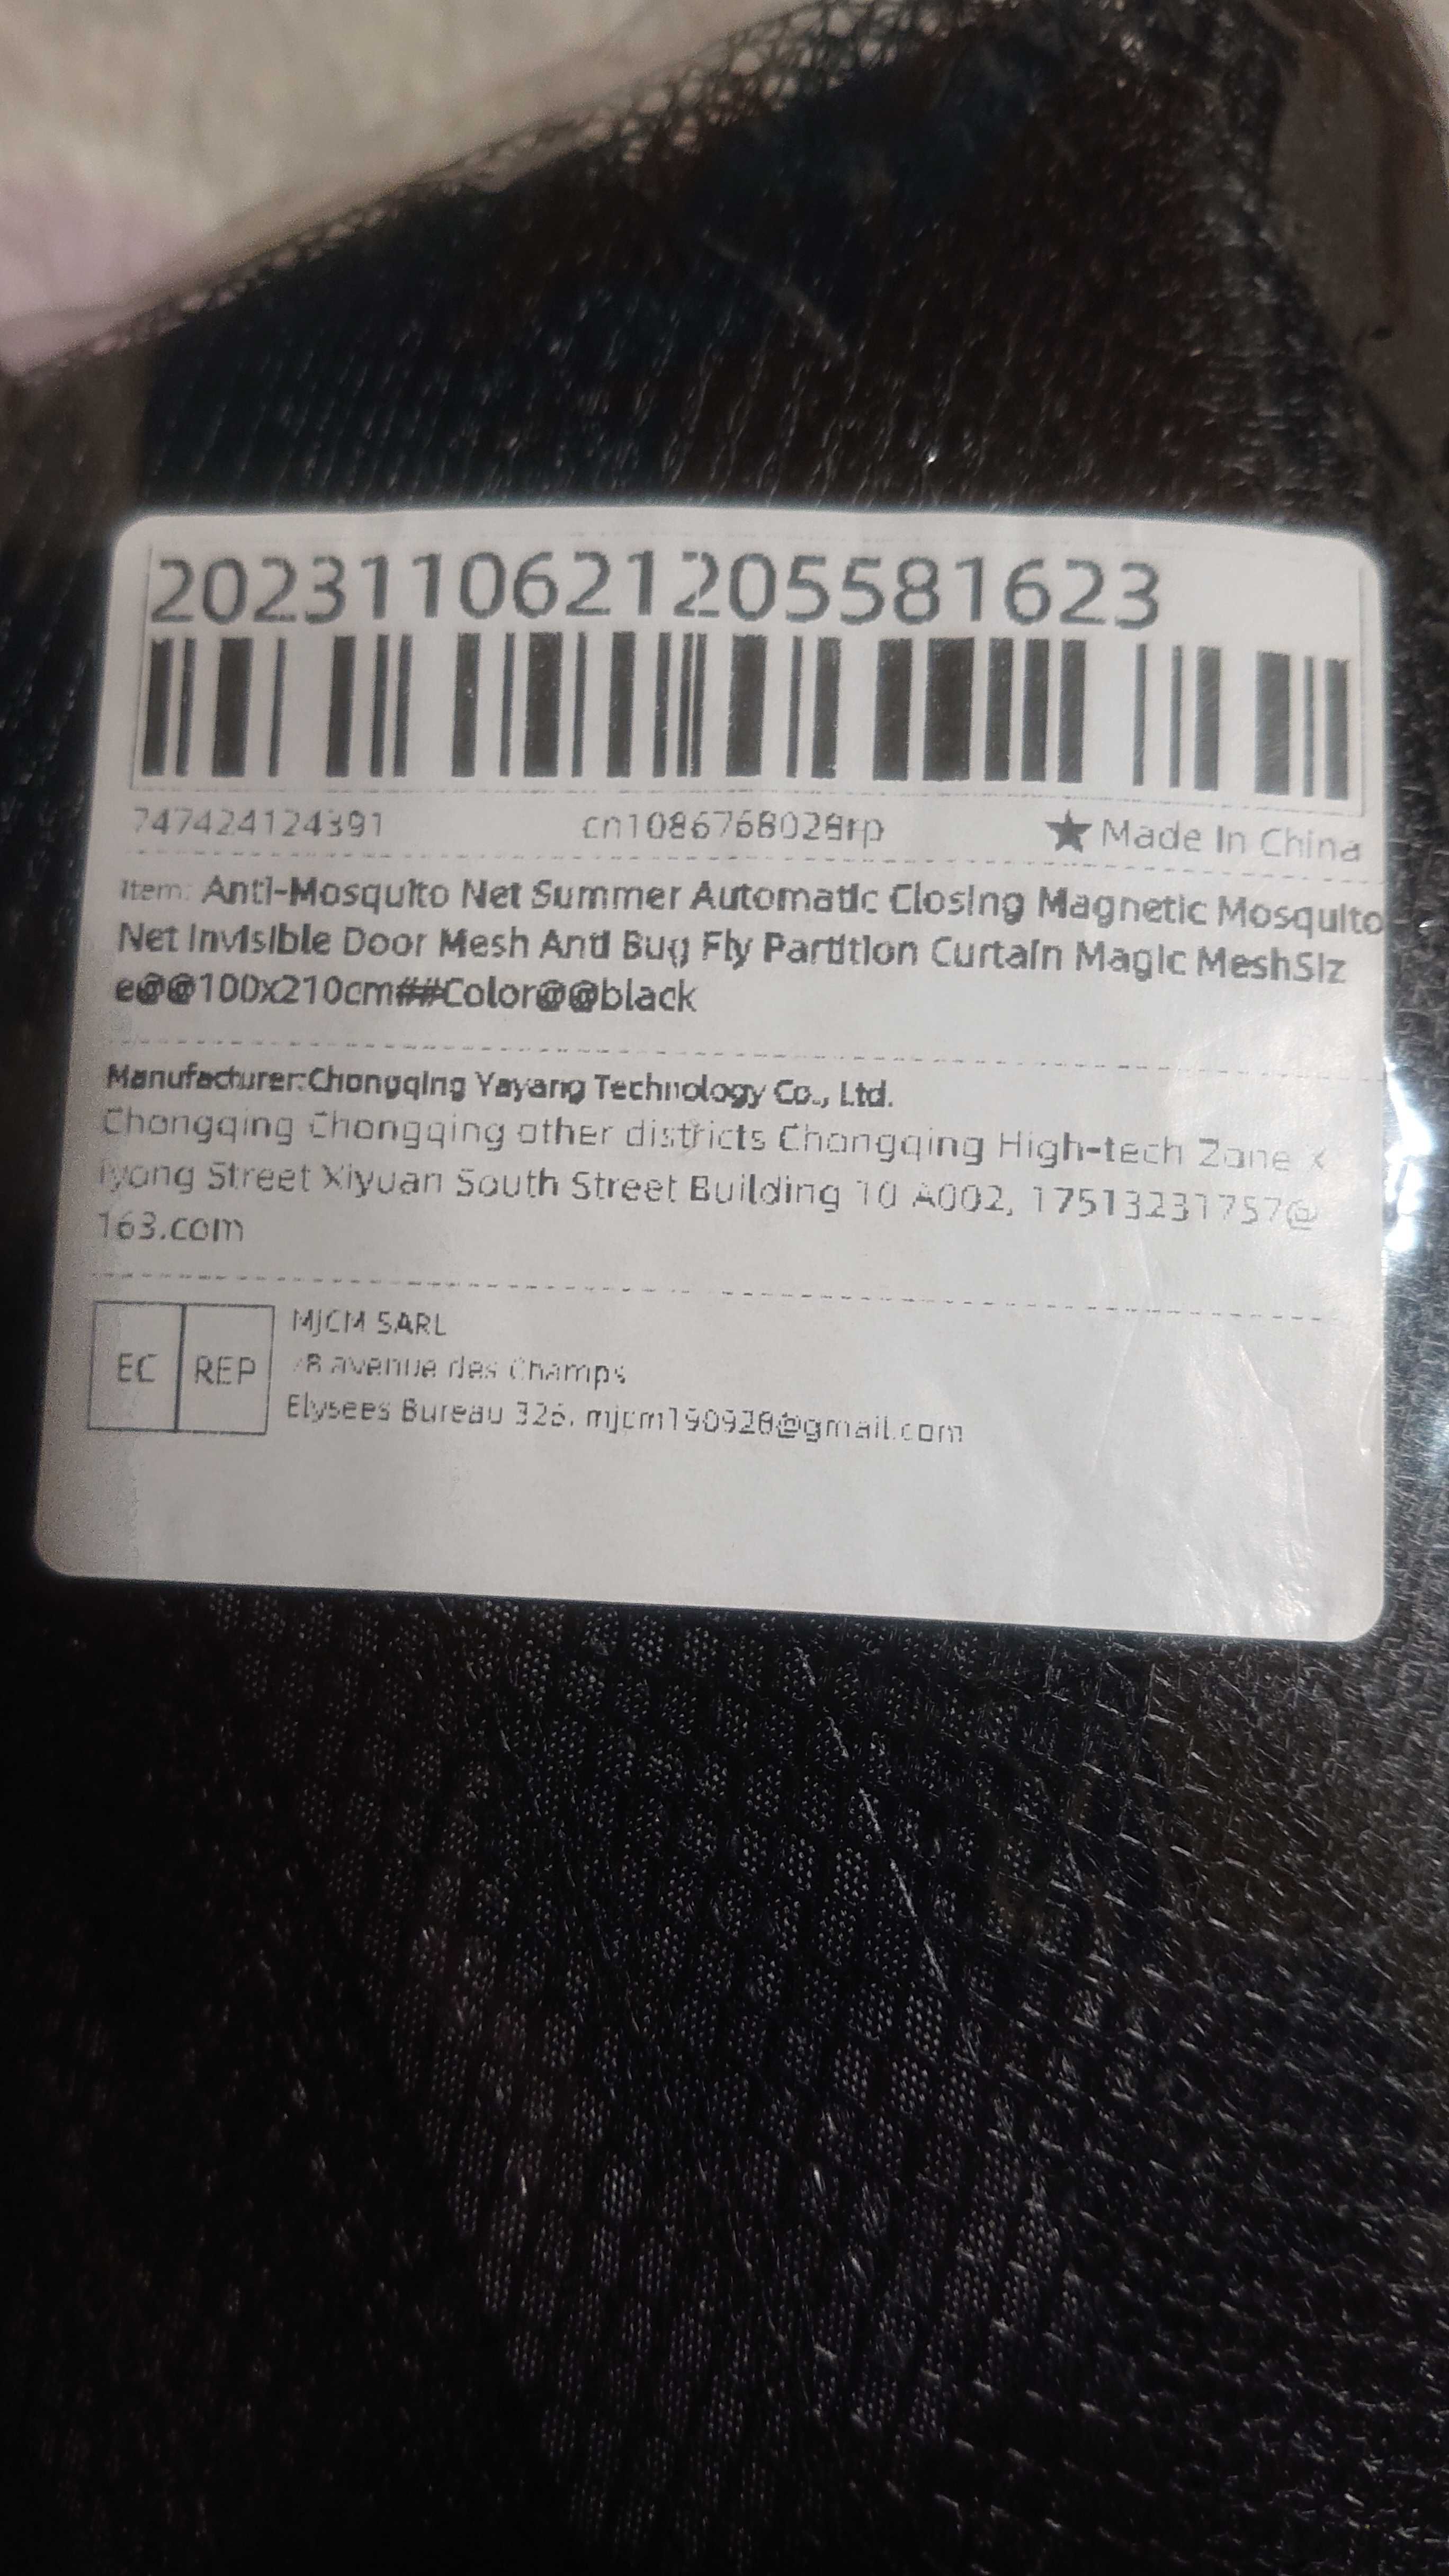 2023110621205581623
747424124391 cn1086768028rp ★Made In China
Item: Anti-Mosquito Net Summer Automatic Closing Magnetic Mosquito
Net Invisible Door Mesh Anti Bug Fly Partition Curtain Magic MeshSiz
e@@100x210cm##Color@@black
Manufacturer:Chongqing Yayang Technology Co., Ltd.
Chongqing Chongqing other districts Chongqing High-tech Zone X
iyong Street Xiyuan South Street Building 10 A002, 17513231757@
163.com
EC REP
MJCM SARL
78 avenue des Champs
Elysees Bureau 326, mjcm190928@gmail.com